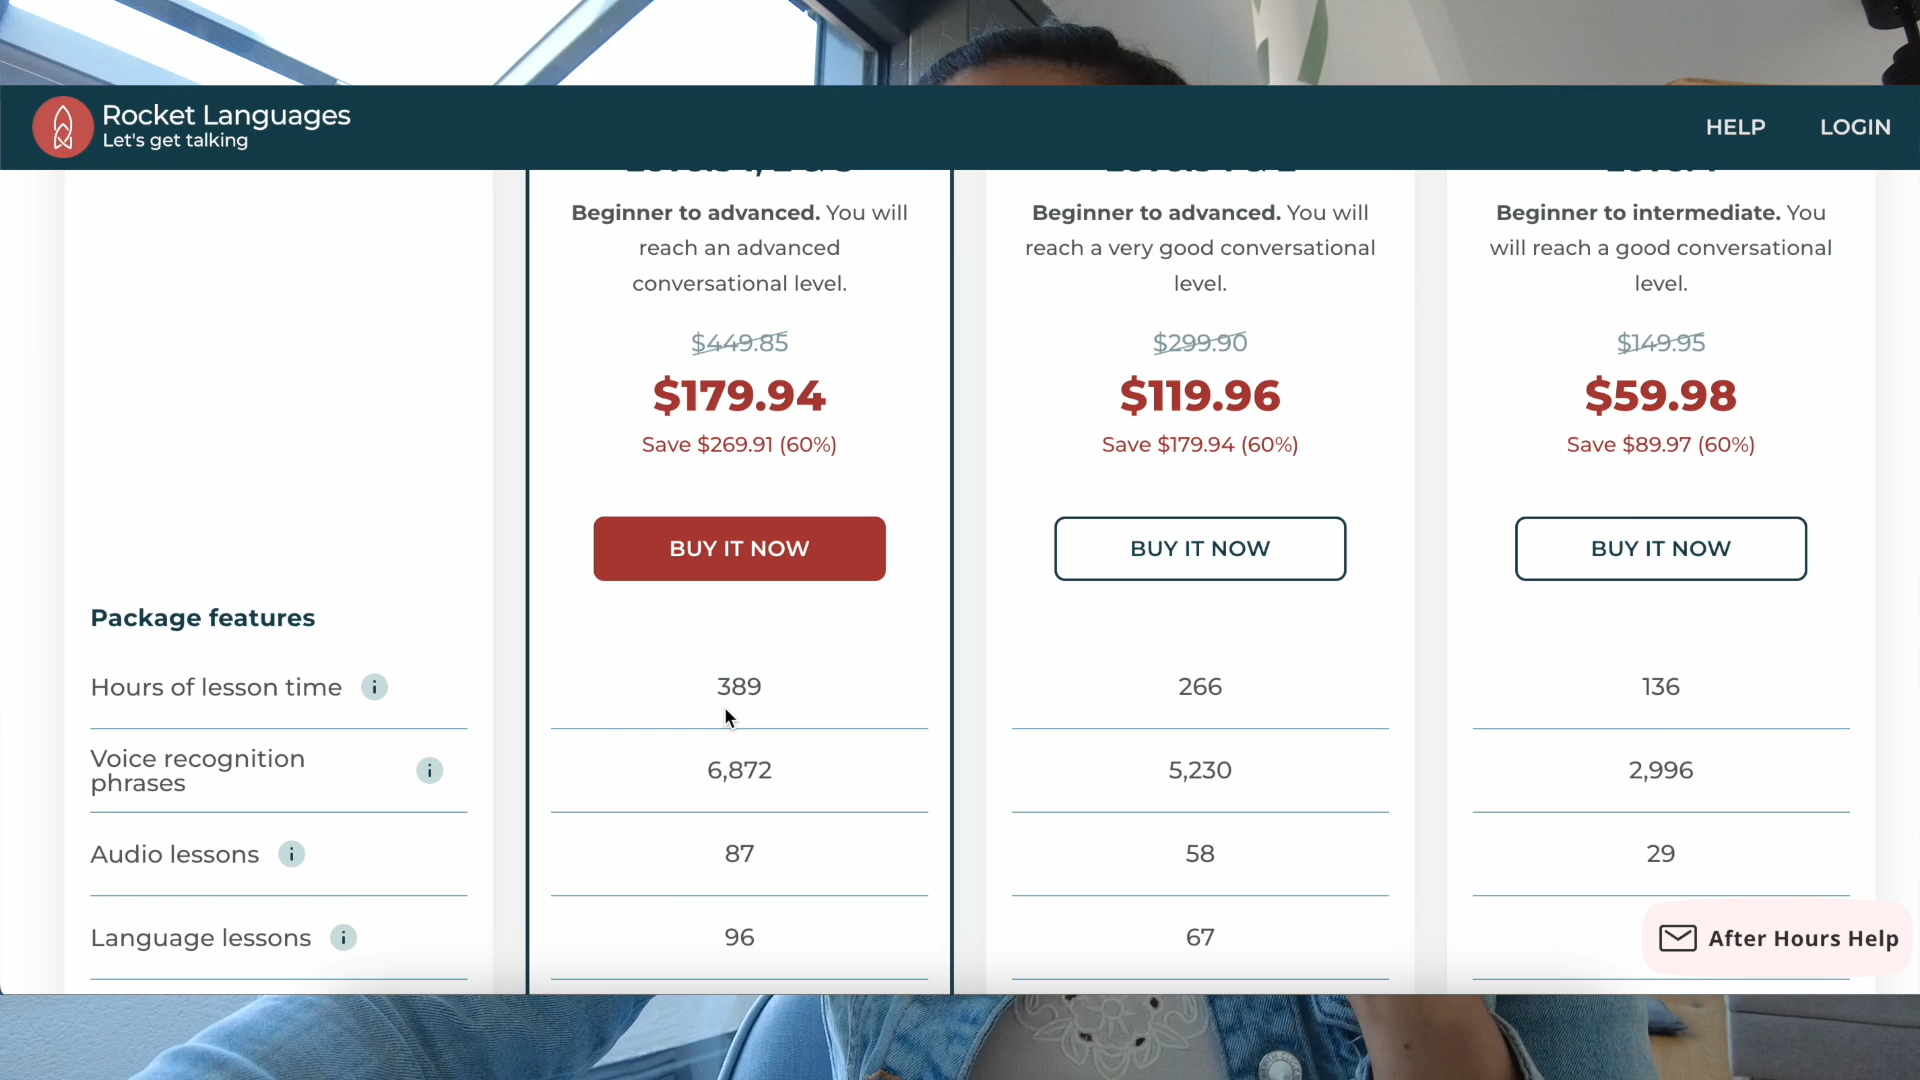 Rocket Languages
Let's get talking
HELP
LOGIN
Beginner to advanced. You will
reach an advanced
conversational level.
$449.85
$179.94
Save $269.91 (60%)
BUY IT NOW
Beginner to advanced. You will
reach a very good conversational
level.
$299.90
$119.96
Save $179.94 (60%)
BUY IT NOW
Beginner to intermediate. You
will reach a good conversational
level.
$149.95
$59.98
Save $89.97 (60%)
BUY IT NOW
Package features
Hours of lesson time i
389
266
136
Voice recognition
phrases i
6,872
5,230
2,996
Audio lessons i
87
58
29
Language lessons i
96
67
After Hours Help